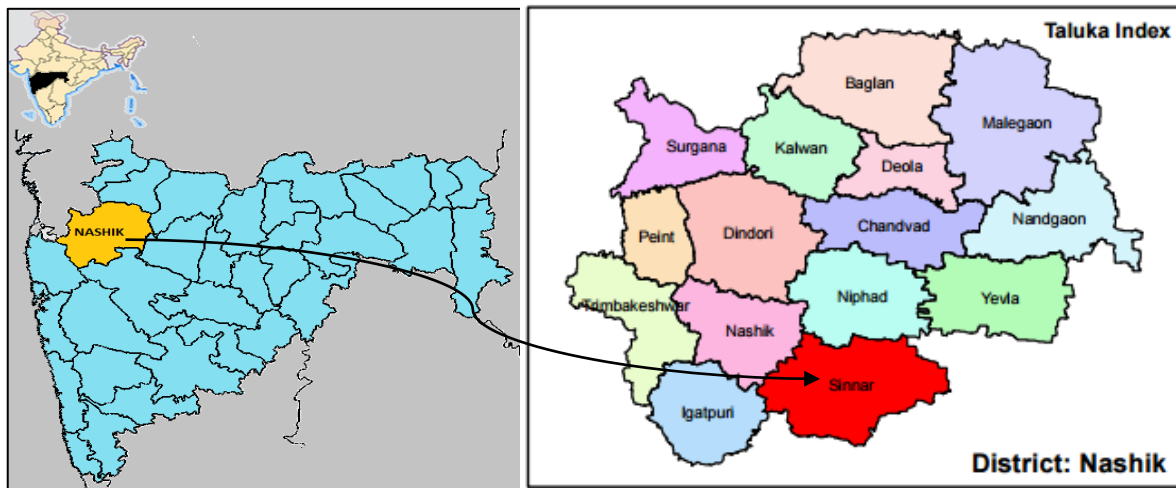 NASHIK
Taluka Index
Baglan
Malegaon
Surgana
Kalwan
Deola
Nandgaon
Peint
Dindori
Chandvad
Trimbakeshwar
Niphad
Yevla
Nashik
Sinnar
Igatpuri
District: Nashik